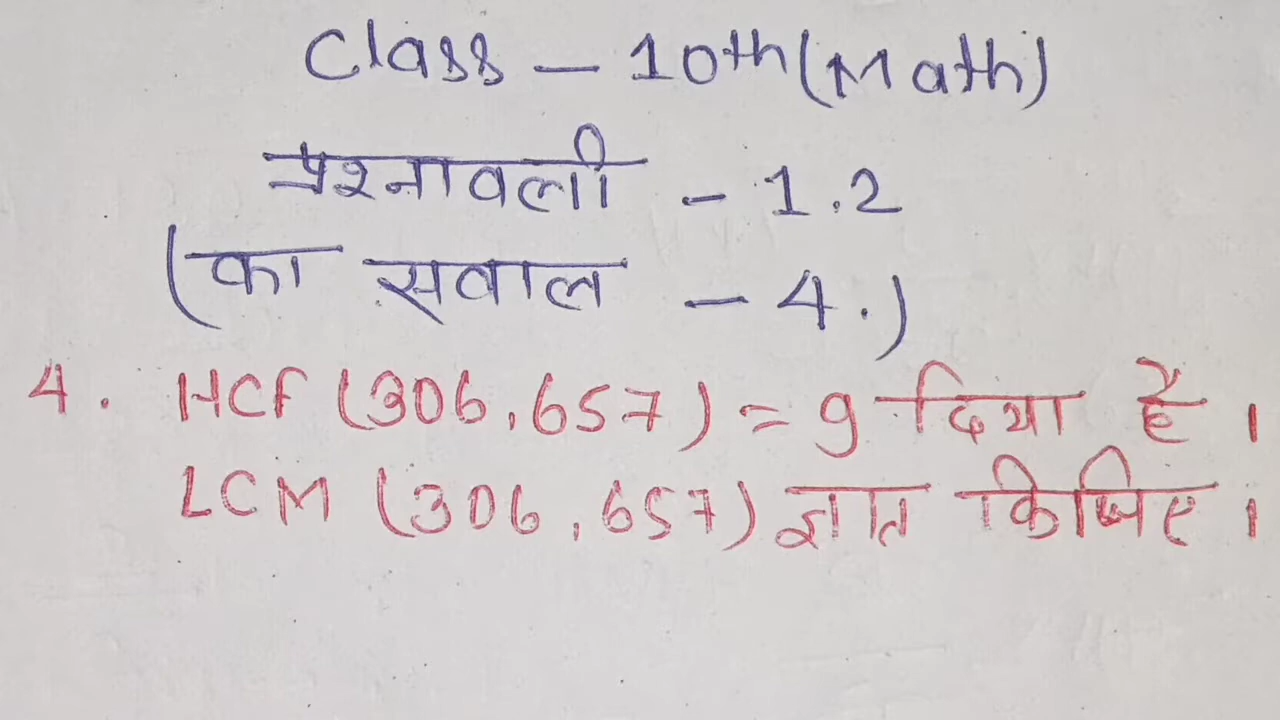 Class – 10th (Math)
प्रश्नावली – 1.2
(का सवाल – 4.)
4. HCF (306,657) = 9 दिया है।
LCM (306,657) ज्ञात किजिए।